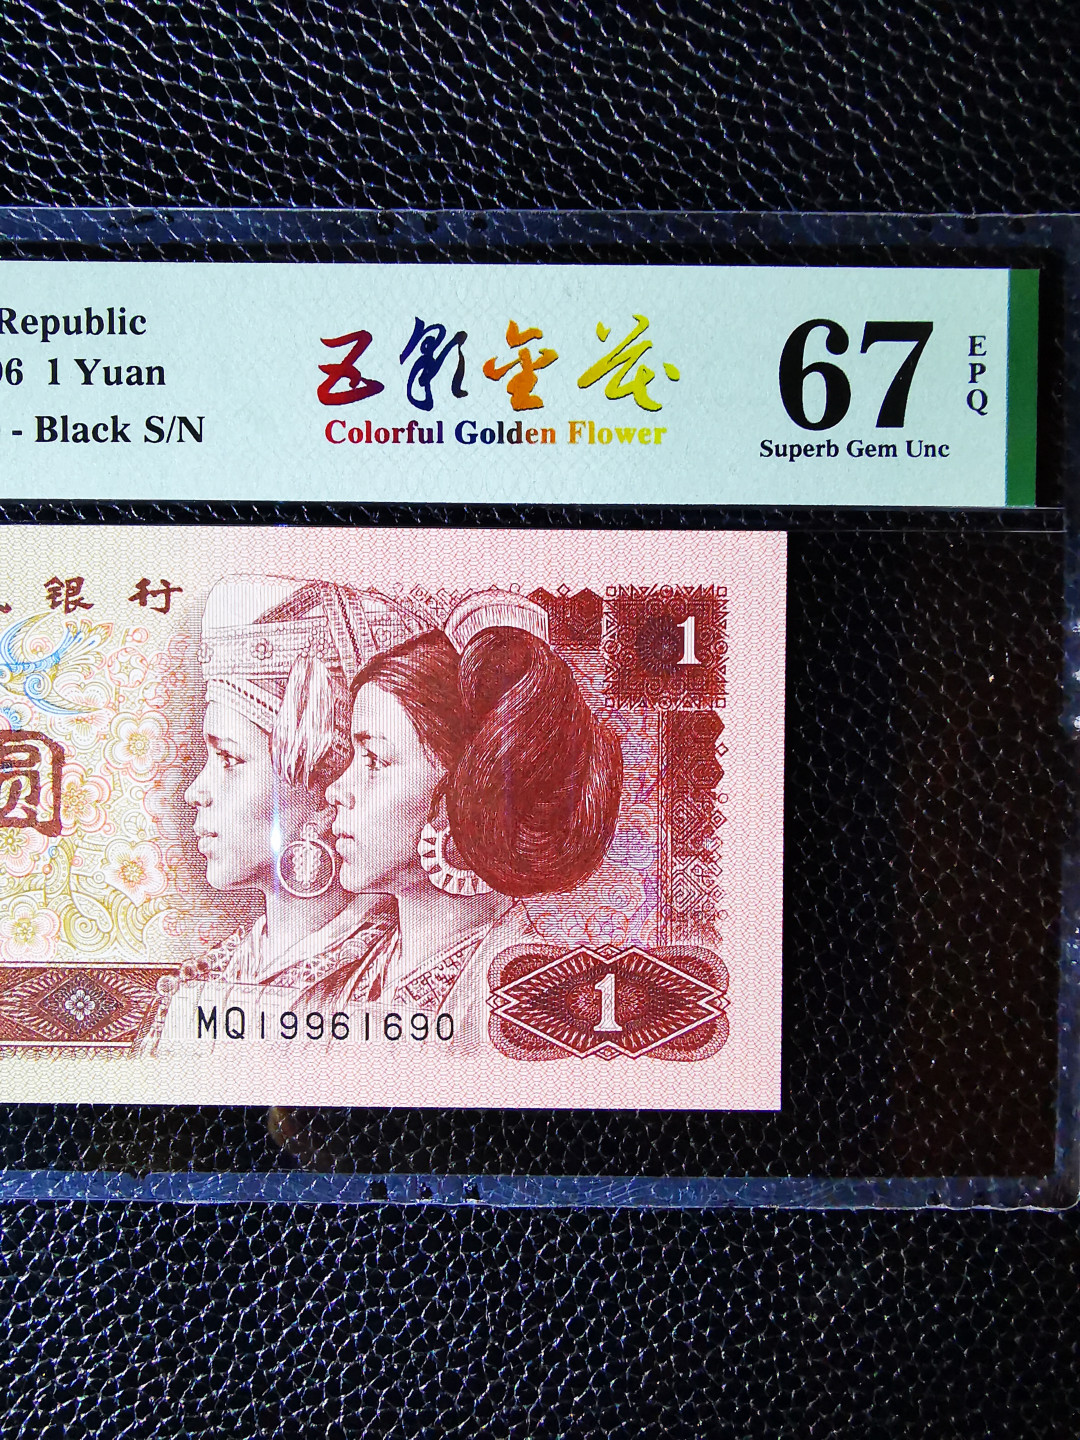 Republic
96 1 Yuan
- Black S/N
五彩金花
Colorful Golden Flower
67
EPQ
Superb Gem Unc
银行
1
圆
MQ19961690
1